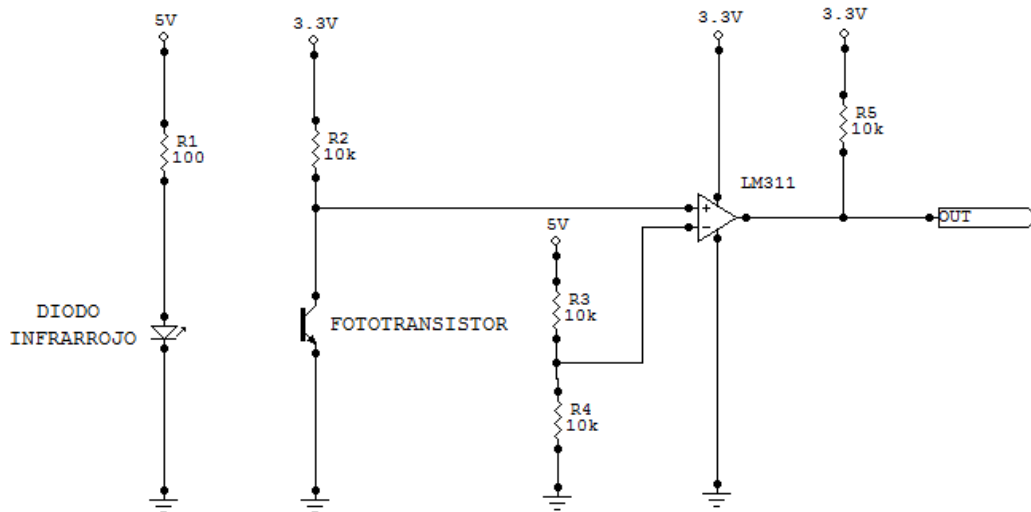 5V
R1
100
DIODO
INFRARROJO
3.3V
R2
10k
FOTOTRANSISTOR
5V
R3
10k
R4
10k
3.3V
LM311
+
−
3.3V
R5
10k
OUT